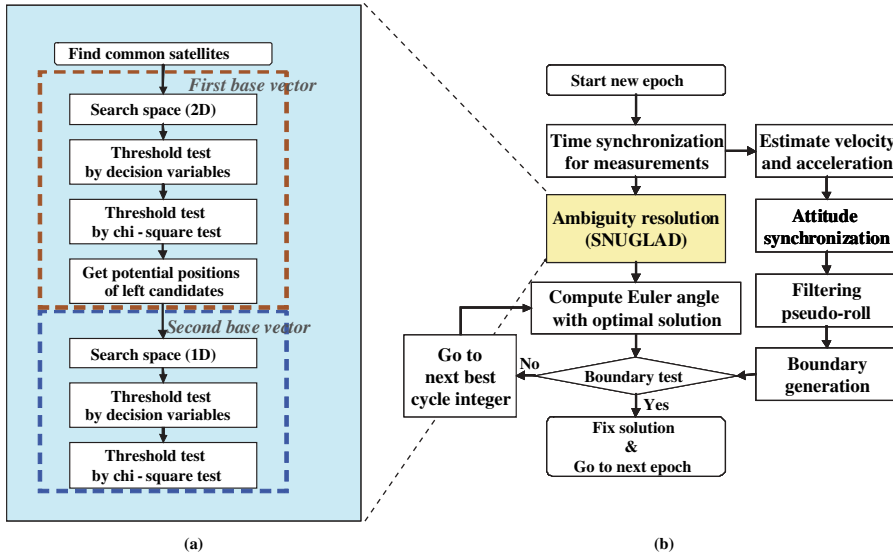 Find common satellites
First base vector
Search space (2D)
Threshold test
by decision variables
Threshold test
by chi - square test
Get potential positions
of left candidates
Second base vector
Search space (1D)
Threshold test
by decision variables
Threshold test
by chi - square test
(a)
Start new epoch
Time synchronization
for measurements
Estimate velocity
and acceleration
Ambiguity resolution
(SNUGLAD)
Attitude
synchronization
Compute Euler angle
with optimal solution
Filtering
pseudo-roll
Go to
next best
cycle integer
No
Boundary test
Boundary
generation
Yes
Fix solution
&
Go to next epoch
(b)